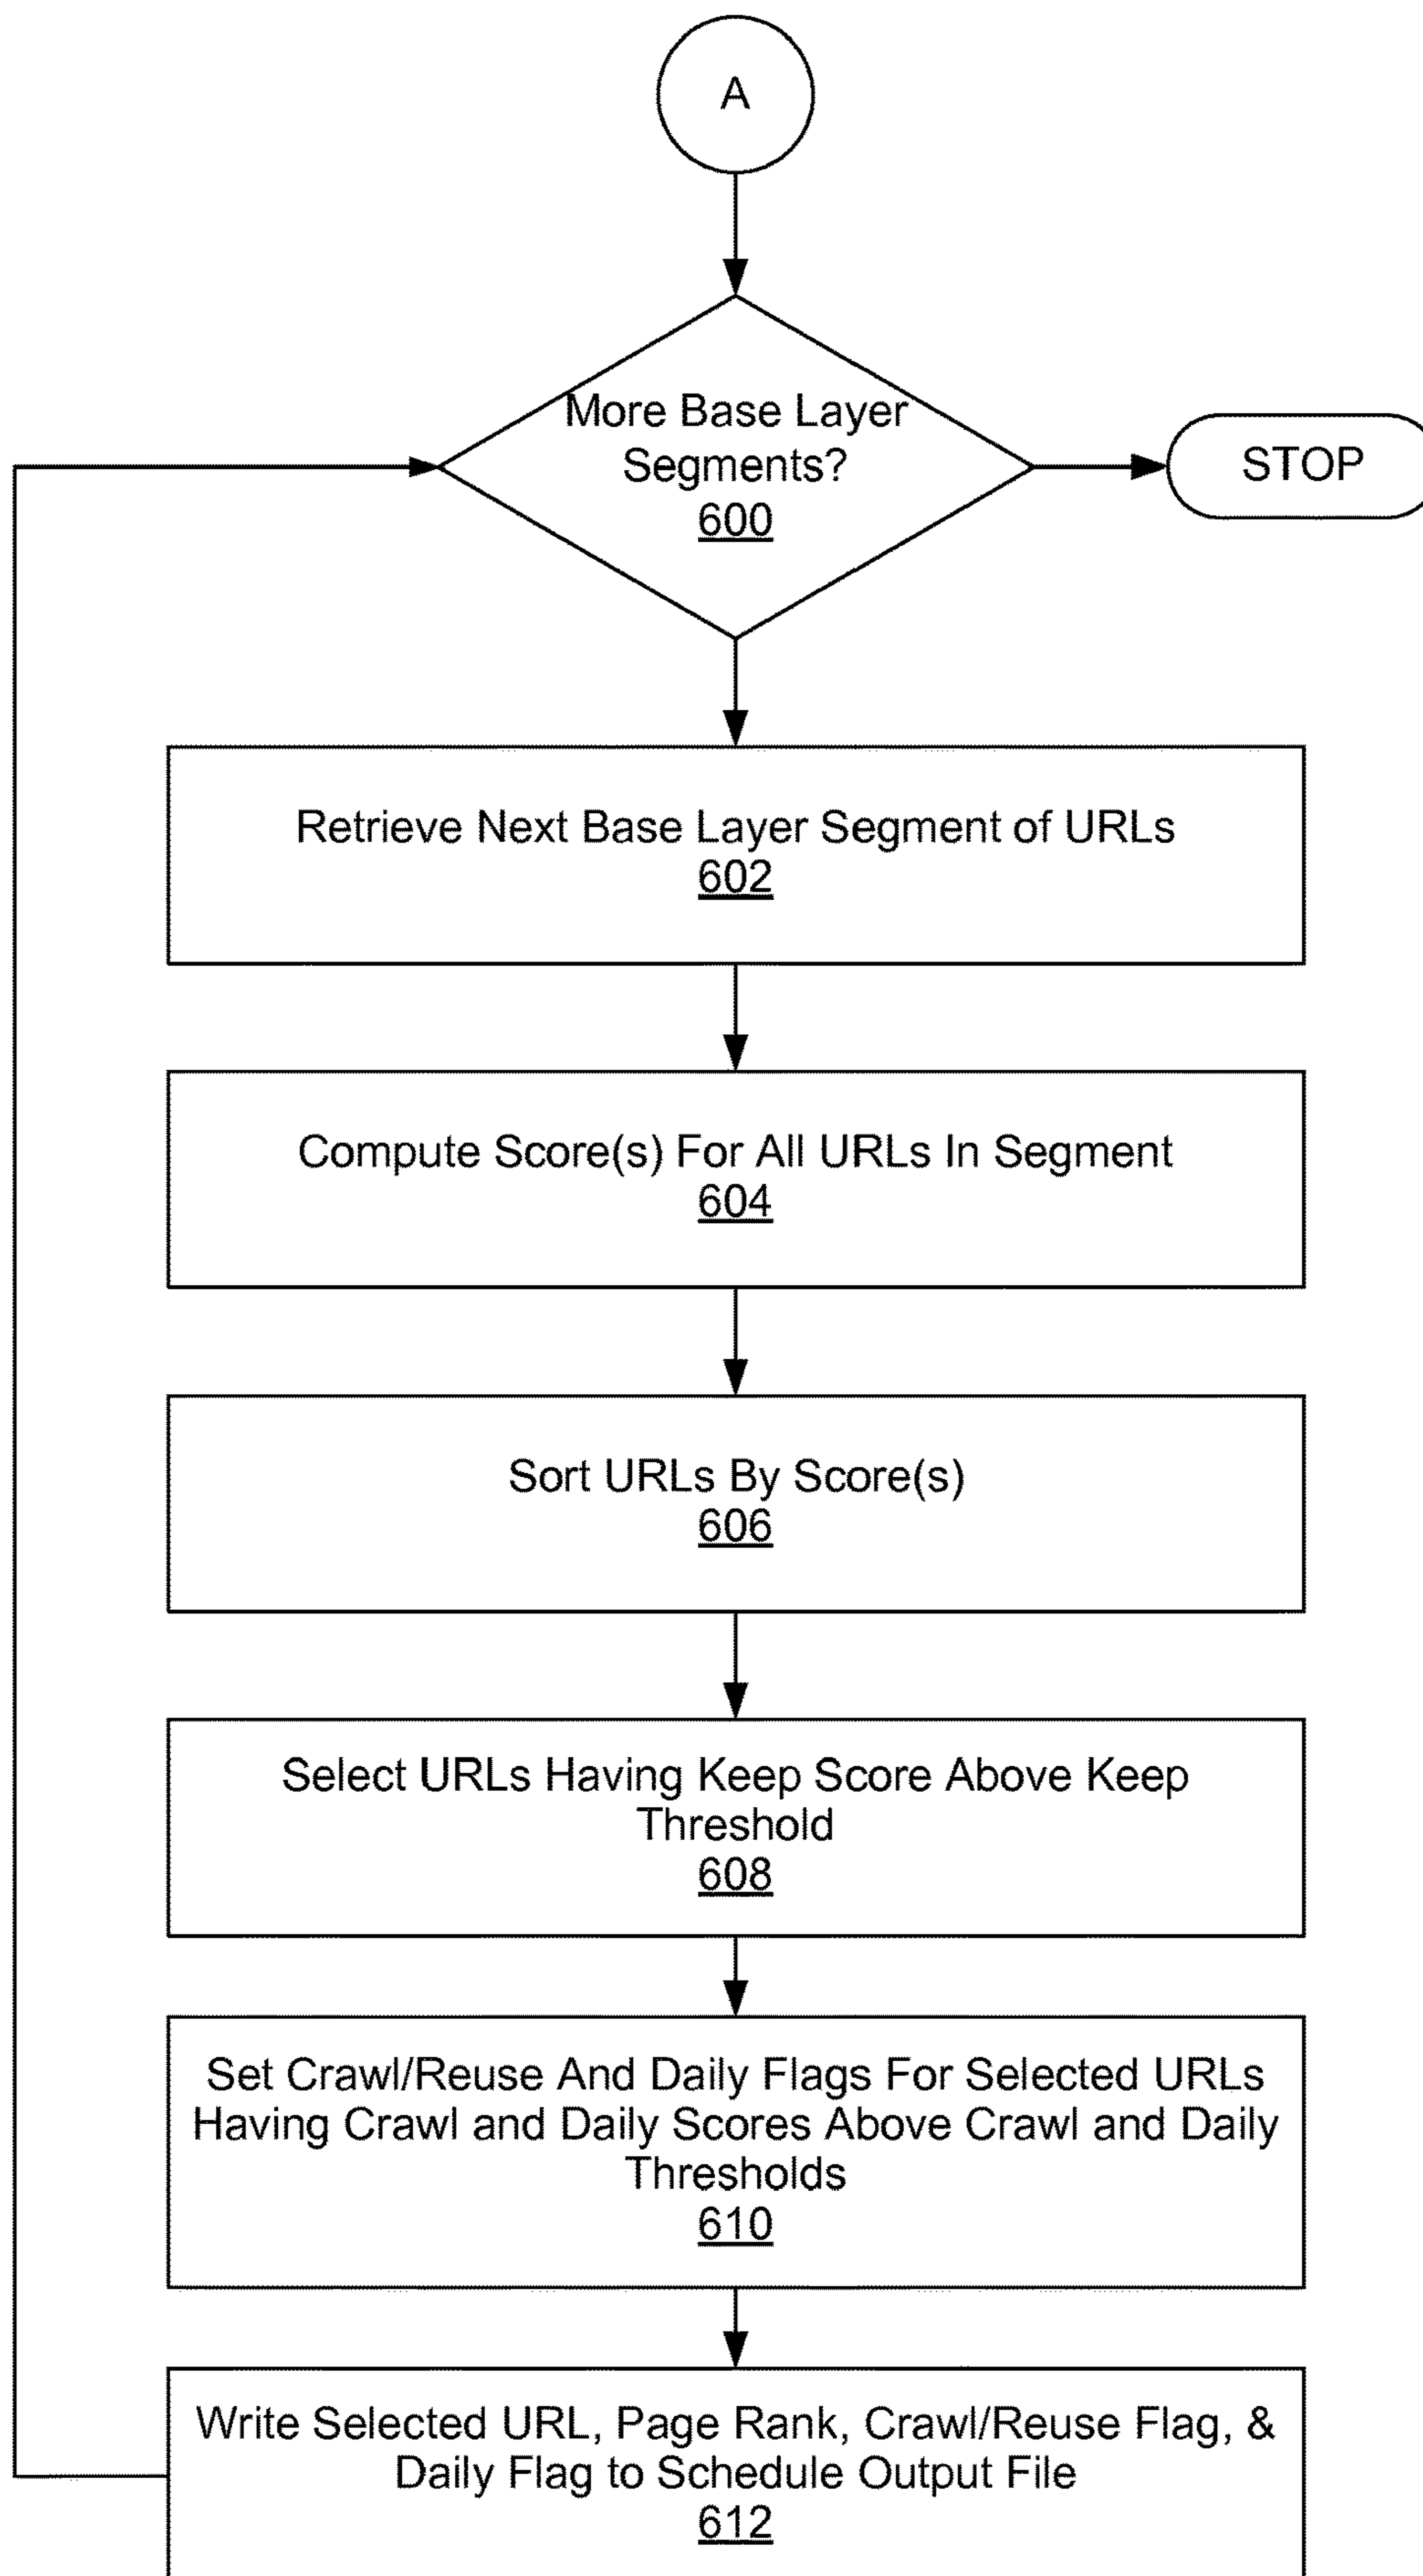 A
More Base Layer
Segments?
600
STOP
Retrieve Next Base Layer Segment of URLs
602
Compute Score(s) For All URLs In Segment
604
Sort URLs By Score(s)
606
Select URLs Having Keep Score Above Keep
Threshold
608
Set Crawl/Reuse And Daily Flags For Selected URLs
Having Crawl and Daily Scores Above Crawl and Daily
Thresholds
610
Write Selected URL, Page Rank, Crawl/Reuse Flag, &
Daily Flag to Schedule Output File
612